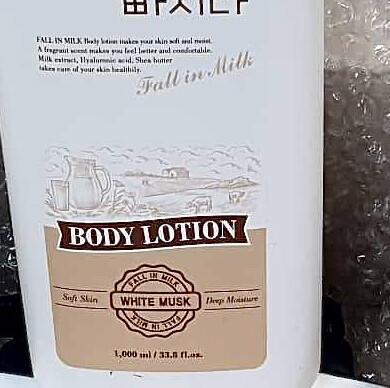 FALL IN MILK Body lotion makes your skin soft and moist.
A fragrant scent makes you feel better and comfortable.
Milk extract, Hyaluronic acid, Shea butter
takes care of your skin healthily.
Fall in Milk
BODY LOTION
FALL IN MILK
Soft Skin
WHITE MUSK
Deep Moisture
FALL IN MILK
1,000 ml / 33.8 fl.oz.